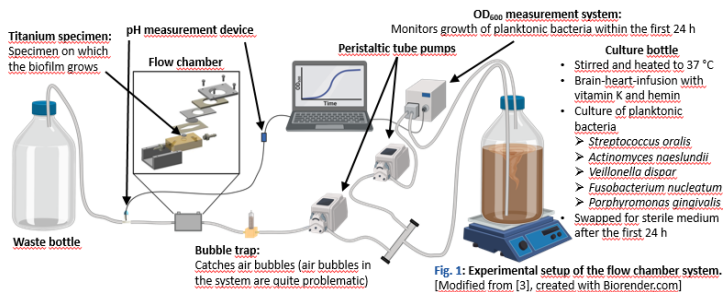 OD600 measurement system:
Monitors growth of planktonic bacteria within the first 24 h
Titanium specimen:
Specimen on which
the biofilm grows
pH measurement device
Flow chamber
Peristaltic tube pumps
OD600
Time
Culture bottle
• Stirred and heated to 37 °C
• Brain-heart-infusion with
vitamin K and hemin
• Culture of planktonic
bacteria
➢ Streptococcus oralis
➢ Actinomyces naeslundii
➢ Veillonella dispar
➢ Fusobacterium nucleatum
➢ Porphyromonas gingivalis
• Swapped for sterile medium
after the first 24 h
Waste bottle
Bubble trap:
Catches air bubbles (air bubbles in
the system are quite problematic)
Fig. 1: Experimental setup of the flow chamber system.
[Modified from [3], created with Biorender.com]